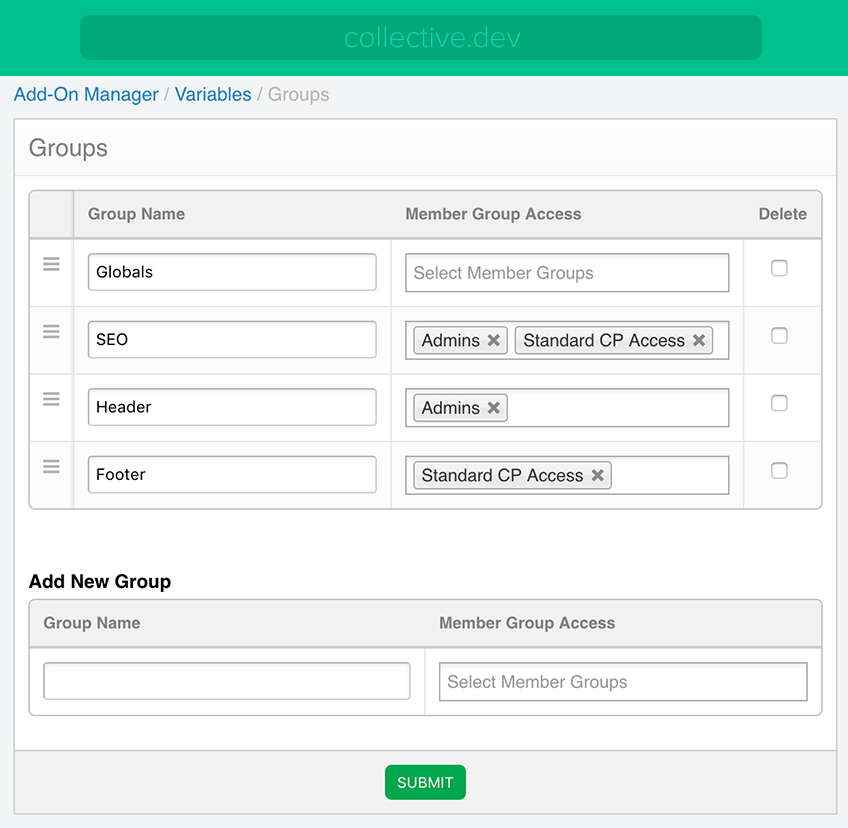 collective.dev
Add-On Manager / Variables / Groups
Groups
Group Name Member Group Access Delete
Globals Select Member Groups
SEO Admins Standard CP Access
Header Admins
Footer Standard CP Access
Add New Group
Group Name Member Group Access
Select Member Groups
SUBMIT